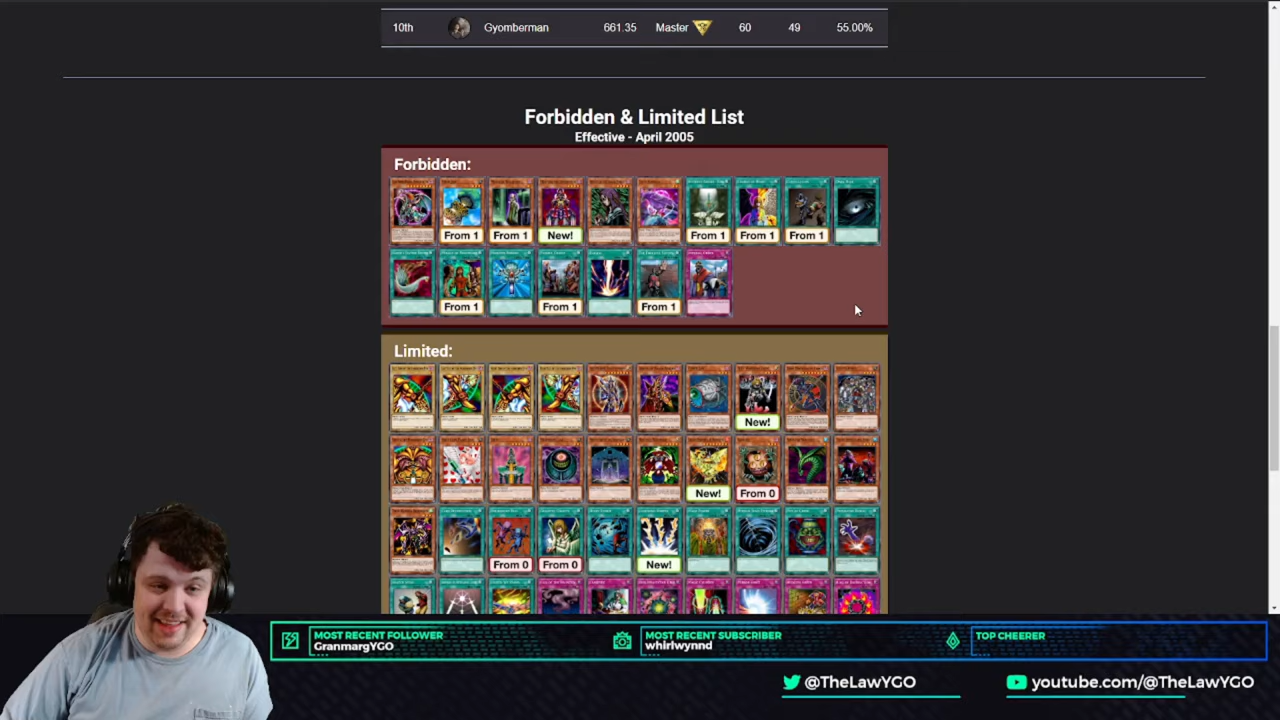 10th Gyomberman 661.35 Master 60 49 55.00%
Forbidden & Limited List
Effective - April 2005
Forbidden:
From 1 From 1 New! From 1 From 1 From 1
From 1 From 1 From 1
Limited:
New!
New! From 0
From 0 From 0 New!
MOST RECENT FOLLOWER
GranmargYGO
MOST RECENT SUBSCRIBER
whirlwynnd
TOP CHEERER
@TheLawYGO
youtube.com/@TheLawYGO